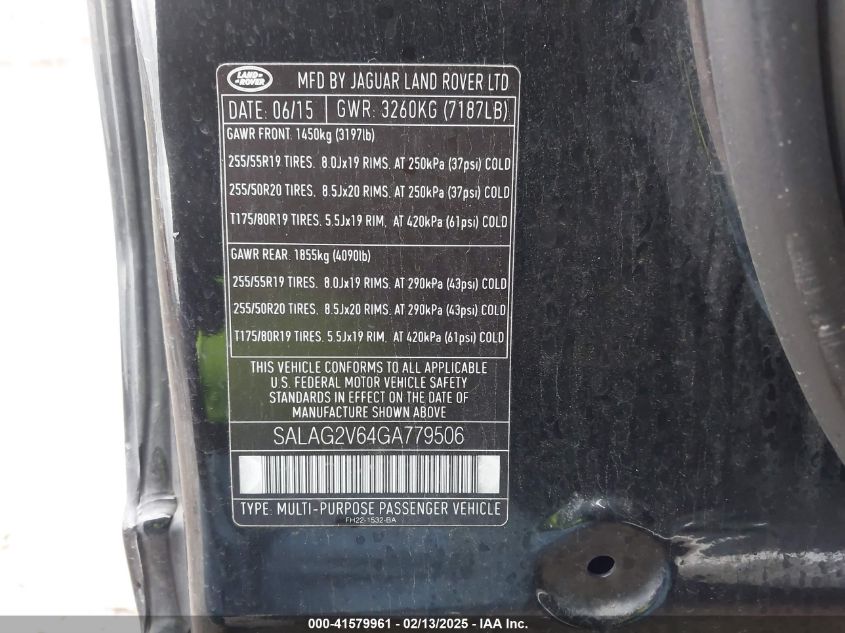 LAND ROVER
MFD BY JAGUAR LAND ROVER LTD
DATE: 06/15 GWR: 3260KG (7187LB)
GAWR FRONT: 1450kg (3197lb)
255/55R19 TIRES. 8.0Jx19 RIMS. AT 250kPa (37psi) COLD
255/50R20 TIRES. 8.5Jx20 RIMS. AT 250kPa (37psi) COLD
T175/80R19 TIRES. 5.5Jx19 RIM. AT 420kPa (61psi) COLD
GAWR REAR: 1855kg (4090lb)
255/55R19 TIRES. 8.0Jx19 RIMS. AT 290kPa (43psi) COLD
255/50R20 TIRES. 8.5Jx20 RIMS. AT 290kPa (43psi) COLD
T175/80R19 TIRES. 5.5Jx19 RIM. AT 420kPa (61psi) COLD
THIS VEHICLE CONFORMS TO ALL APPLICABLE
U.S. FEDERAL MOTOR VEHICLE SAFETY
STANDARDS IN EFFECT ON THE DATE OF
MANUFACTURE SHOWN ABOVE
SALAG2V64GA779506
TYPE: MULTI-PURPOSE PASSENGER VEHICLE
FH22-1532-BA
000-41579961 - 02/13/2025 - IAA Inc.